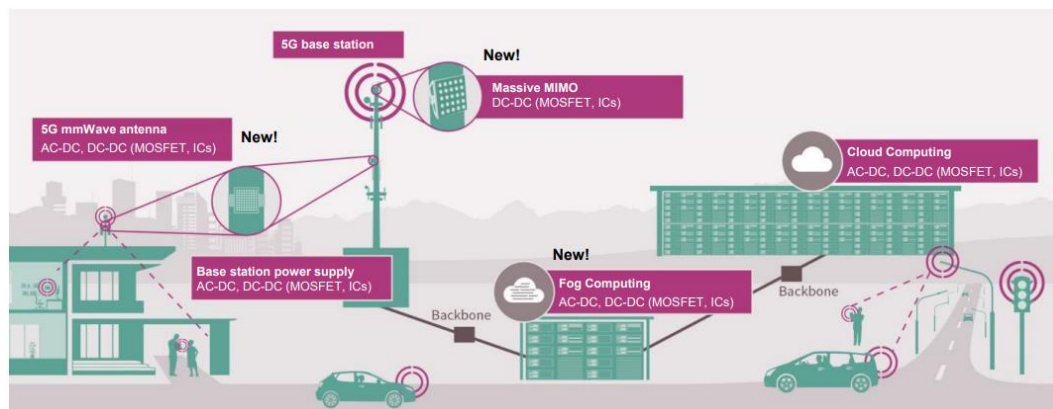 5G base station
New!
Massive MIMO
DC-DC (MOSFET, ICs)
5G mmWave antenna
AC-DC, DC-DC (MOSFET, ICs)
New!
Cloud Computing
AC-DC, DC-DC (MOSFET, ICs)
Base station power supply
AC-DC, DC-DC (MOSFET, ICs)
New!
Fog Computing
AC-DC, DC-DC (MOSFET, ICs)
Backbone
Backbone